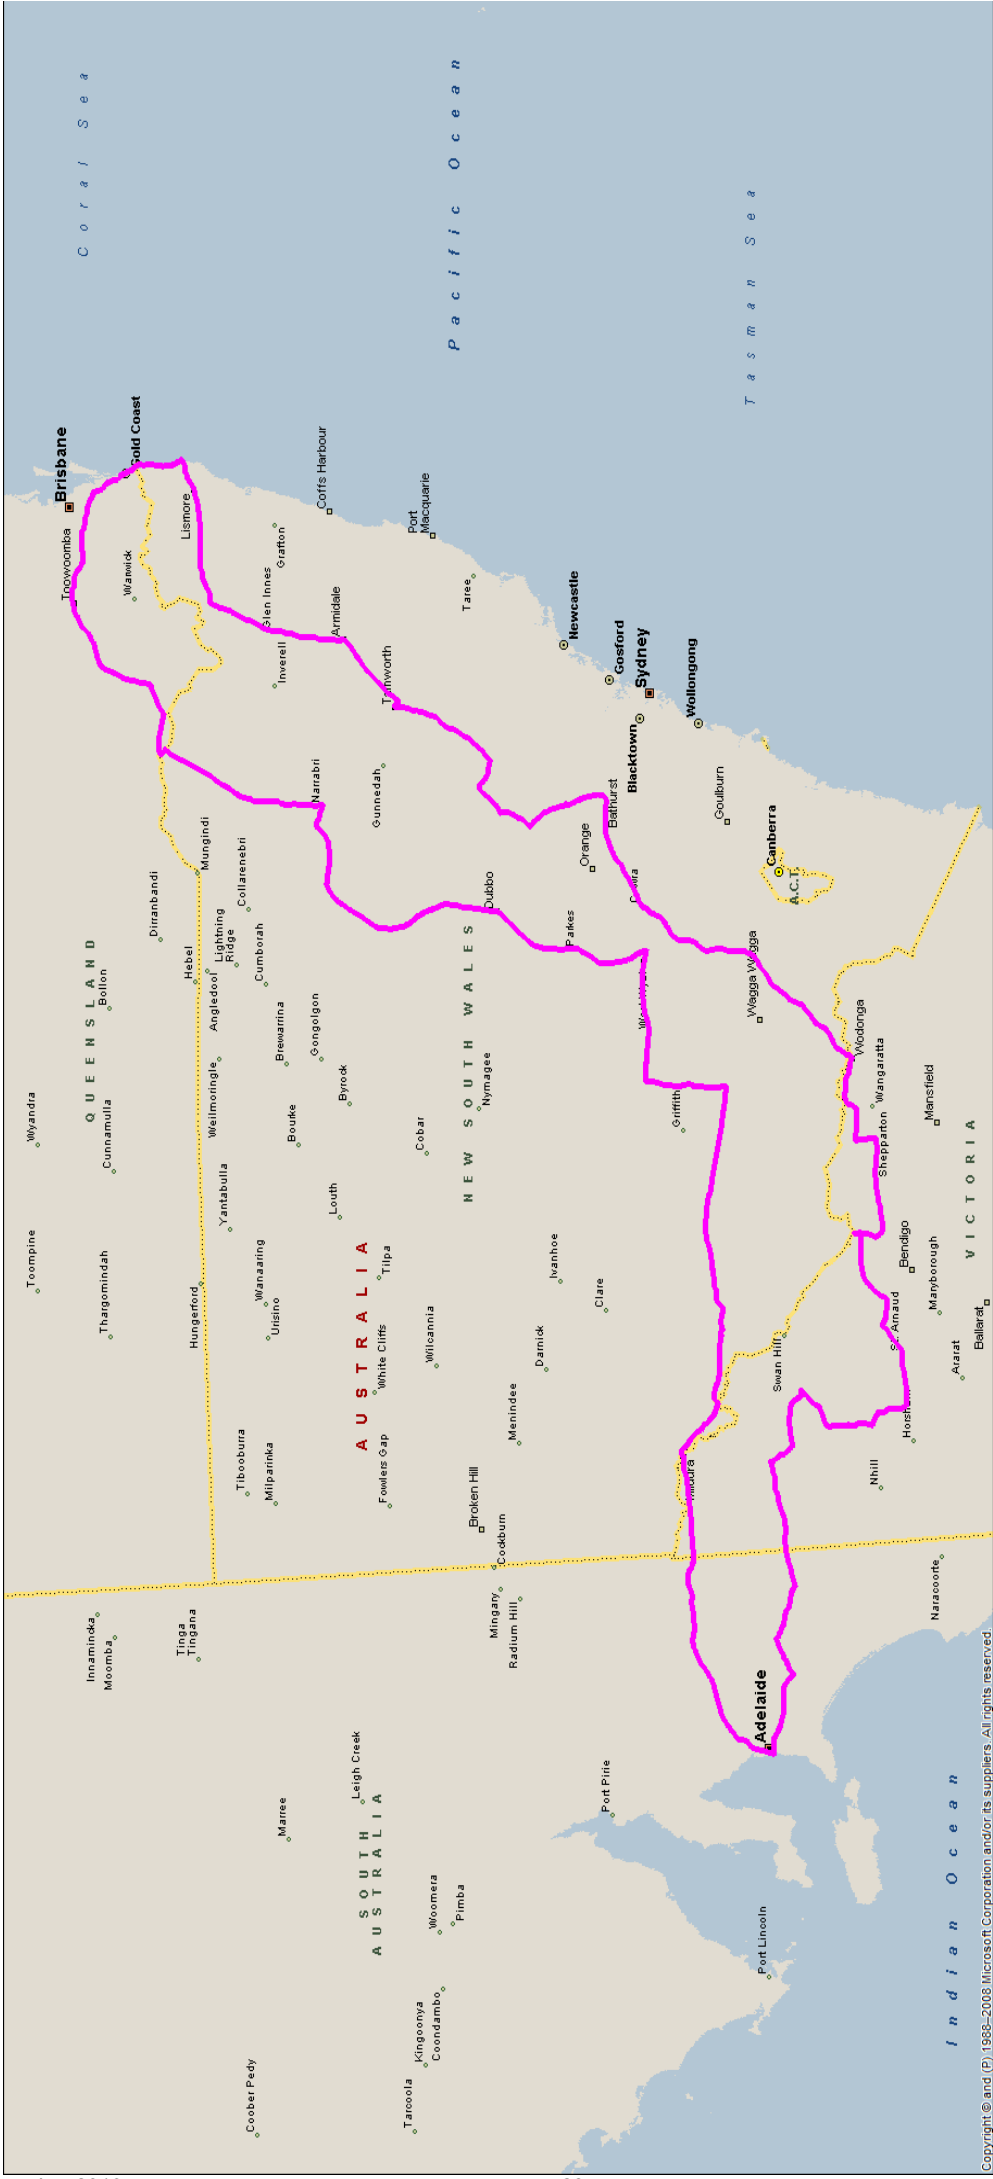 Coral Sea
Pacific Ocean
Tasman Sea
Indian Ocean
QUEENSLAND
NEW SOUTH WALES
AUSTRALIA
SOUTH
AUSTRALIA
VICTORIA
A.C.T.
Brisbane
Gold Coast
Toowoomba
Warwick
Lismore
Coffs Harbour
Grafton
Glen Innes
Inverell
Armidale
Port
Macquarie
Taree
Tamworth
Newcastle
Gosford
Sydney
Blacktown
Wollongong
Narrabri
Gunnedah
Goulburn
Bathurst
Orange
Canberra
Mungindi
Dirranbandi
Collarenebri
Lightning
Ridge
Hebel
Cumborah
Angledool
Bollon
Dubbo
Parkes
Wagga Wagga
Brewarrina
Gongolgon
Weilmoringle
Byrock
Bourke
Nymagee
Cobar
Wyandra
Cunnamulla
Yantabulla
Louth
Griffith
Wodonga
Wangaratta
Mansfield
Shepparton
Toompine
Thargomindah
Hungerford
Wanaaring
Urisino
Tilpa
White Cliffs
Wilcannia
Ivanhoe
Clare
Darnick
Menindee
Swan Hill
Bendigo
Maryborough
Ballarat
Ararat
Nhill
Tibooburra
Milparinka
Fowlers Gap
Broken Hill
Cockburn
Mingary
Radium Hill
Naracoorte
Innamincka
Moomba
Tinga
Tingana
Adelaide
Port Pirie
Leigh Creek
Marree
Woomera
Pimba
Port Lincoln
Kingoonya
Coondambo
Tarcoola
Coober Pedy
Copyright © and (P) 1988–2008 Microsoft Corporation and/or its suppliers. All rights reserved.